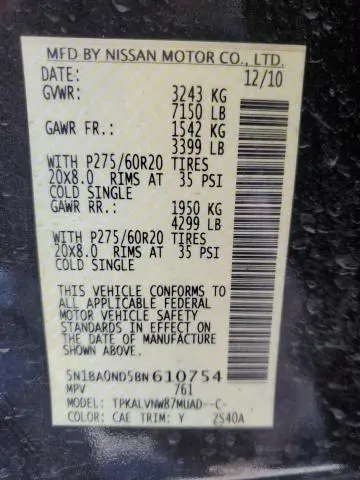 MFD BY NISSAN MOTOR CO., LTD.
DATE: 12/10
GVWR: 3243 KG
7150 LB
GAWR FR.: 1542 KG
3399 LB
WITH P275/60R20 TIRES
20X8.0 RIMS AT 35 PSI
COLD SINGLE
GAWR RR.: 1950 KG
4299 LB
WITH P275/60R20 TIRES
20X8.0 RIMS AT 35 PSI
COLD SINGLE
THIS VEHICLE CONFORMS TO
ALL APPLICABLE FEDERAL
MOTOR VEHICLE SAFETY
STANDARDS IN EFFECT ON
THE DATE OF MANUFACTURE
SHOWN ABOVE.
5N1BA0ND5BN610754
MPV 761
MODEL: TPKALVNW87MUAD--C-
COLOR: CAE TRIM: Y 2S40A